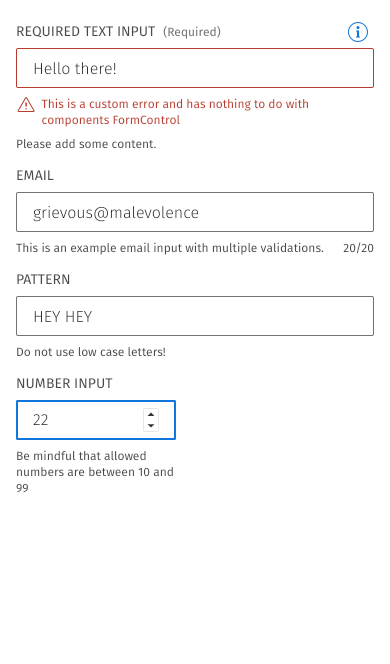 REQUIRED TEXT INPUT (Required)
Hello there!
This is a custom error and has nothing to do with
components FormControl
Please add some content.
EMAIL
grievous@malevolence
This is an example email input with multiple validations. 20/20
PATTERN
HEY HEY
Do not use low case letters!
NUMBER INPUT
22
Be mindful that allowed
numbers are between 10 and
99